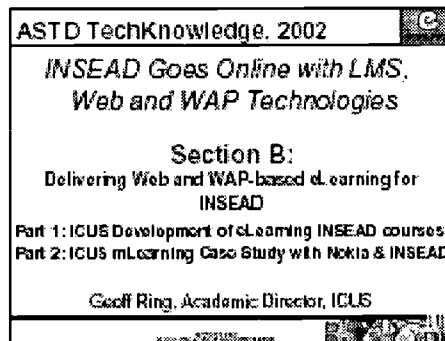 ASTD TechKnowledge, 2002
INSEAD Goes Online with LMS,
Web and WAP Technologies
Section B:
Delivering Web and WAP-based eLearning for
INSEAD
Part 1: ICUS Development of eLearning INSEAD courses
Part 2: ICUS mLearning Case Study with Nokia & INSEAD
Geoff Ring, Academic Director, ICUS